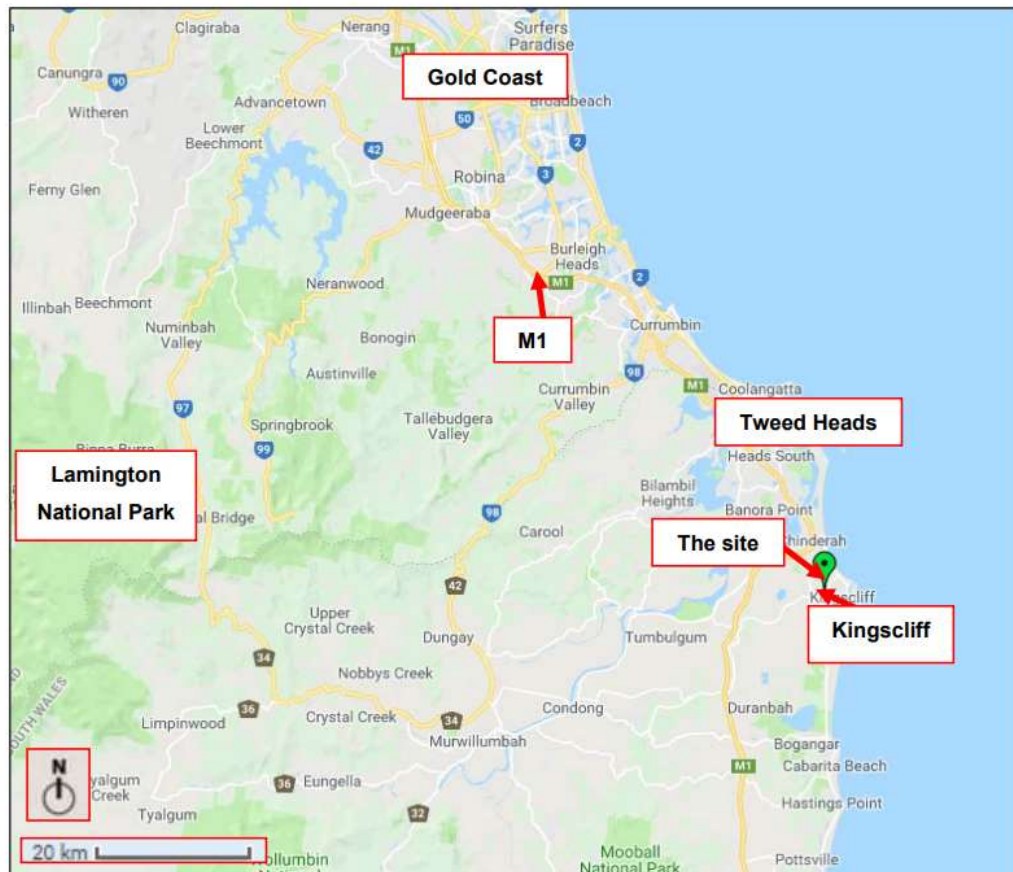 Clagiraba
Nerang
Surfers
Paradise
M1
Canungra
90
Gold Coast
Witheren
Advancetown
Broadbeach
50
Lower
Beechmont
42
2
Ferny Glen
Robina
3
Mudgeeraba
Burleigh
Heads
2
Neranwood
M1
Illinbah
Beechmont
Numinbah
Valley
Bonogin
M1
Currumbin
Austinville
98
Currumbin
Valley
M1
Coolangatta
97
Tallebudgera
Valley
Springbrook
Tweed Heads
99
Heads South
Lamington
National Park
Bilambil
Heights
98
Banora Point
Carool
The site
42
Kingscliff
Upper
Crystal Creek
Dungay
Tumbulgum
Kingscliff
34
Nobbys Creek
SOUTH WALES
36
Limpinwood
Crystal Creek
34
Condong
Duranbah
Murwillumbah
Bogangar
N
M1
Cabarita Beach
Creek
36
Eungella
Tyalgum
32
Hastings Point
20 km
Mooball
National Park
Pottsville